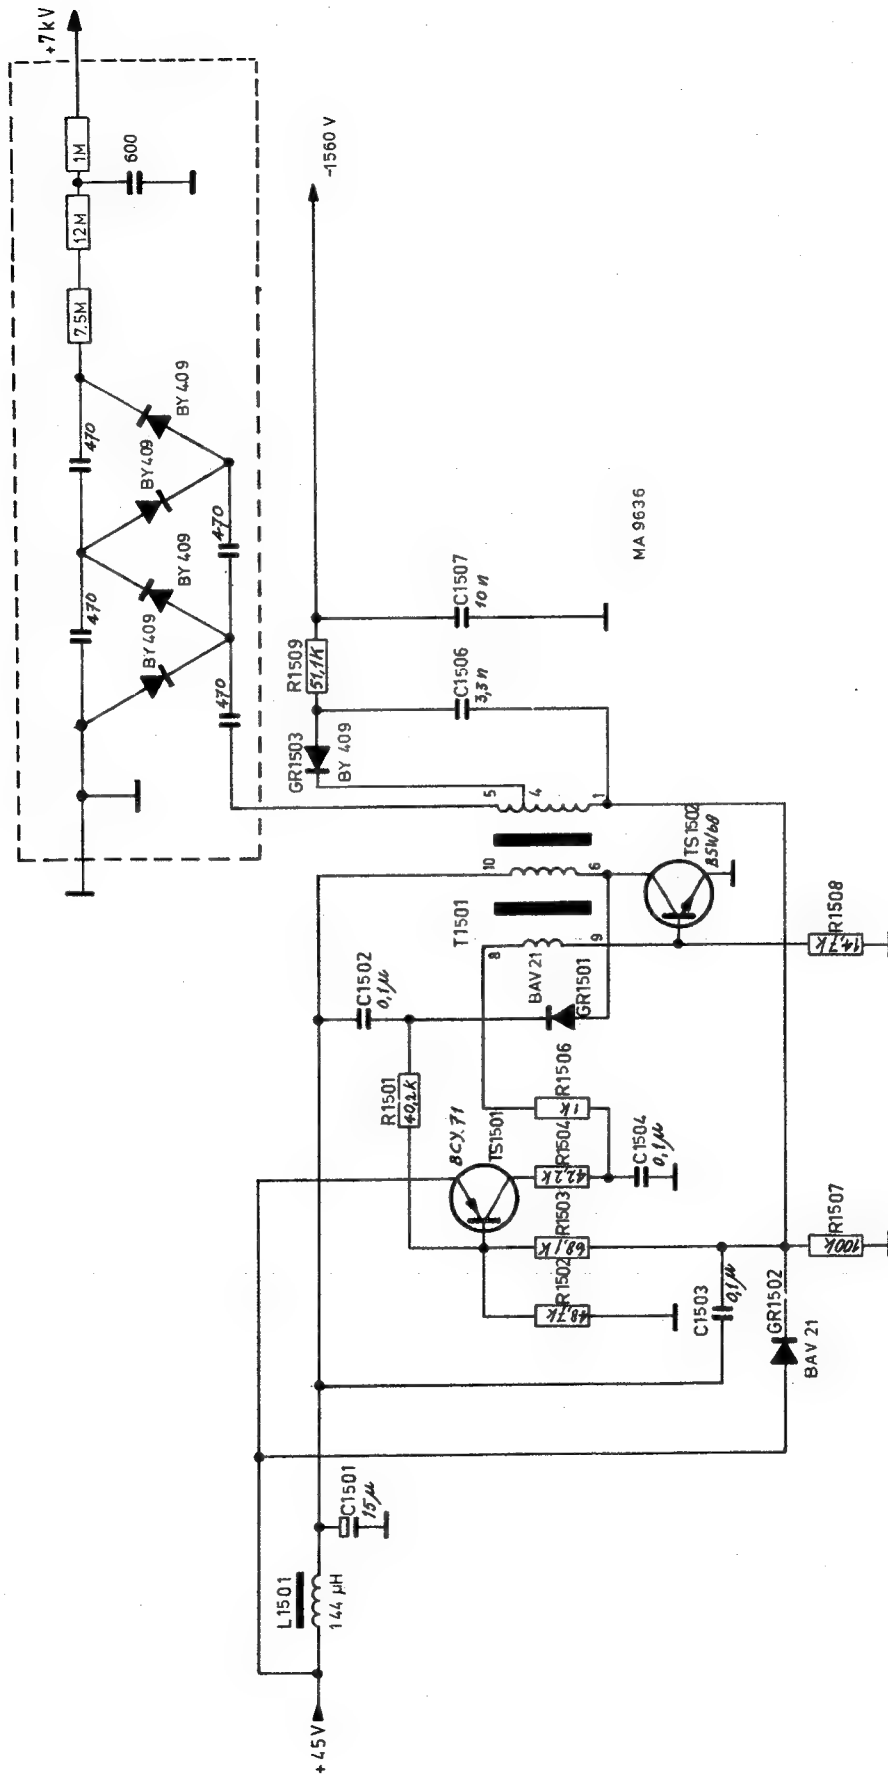 +7kV
1M
600
12M
7.5M
470
BY 409
BY 409
470
BY 409
470
BY 409
470
-1560 V
MA 9636
C1507
10 n
R1509
51,1K
C1506
3,3 n
GR1503
BY 409
5
4
1
10
6
T1501
8
9
TS1502
BSW68
R1508
14,7k
C1502
0,1µ
BAV 21
GR1501
R1501
40,2K
BCY 71
TS1501
R1506
1K
R1504
42,2K
C1504
0,1µ
R1503
68,1K
R1502
48,7k
R1507
100k
C1503
0,1µ
GR1502
BAV 21
L1501
144 µH
C1501
15µ
+45V